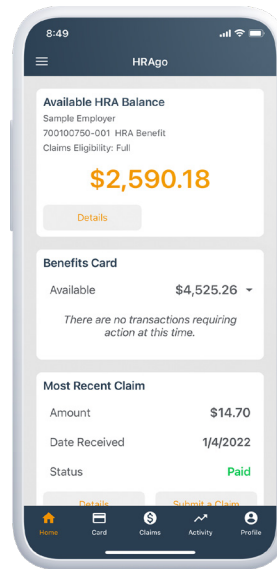 8:49
HRAgo
Available HRA Balance
Sample Employer
700100750-001 HRA Benefit
Claims Eligibility: Full
$2,590.18
Details
Benefits Card
Available $4,525.26
There are no transactions requiring
action at this time.
Most Recent Claim
Amount $14.70
Date Received 1/4/2022
Status Paid
Details Submit a Claim
Home Card Claims Activity Profile